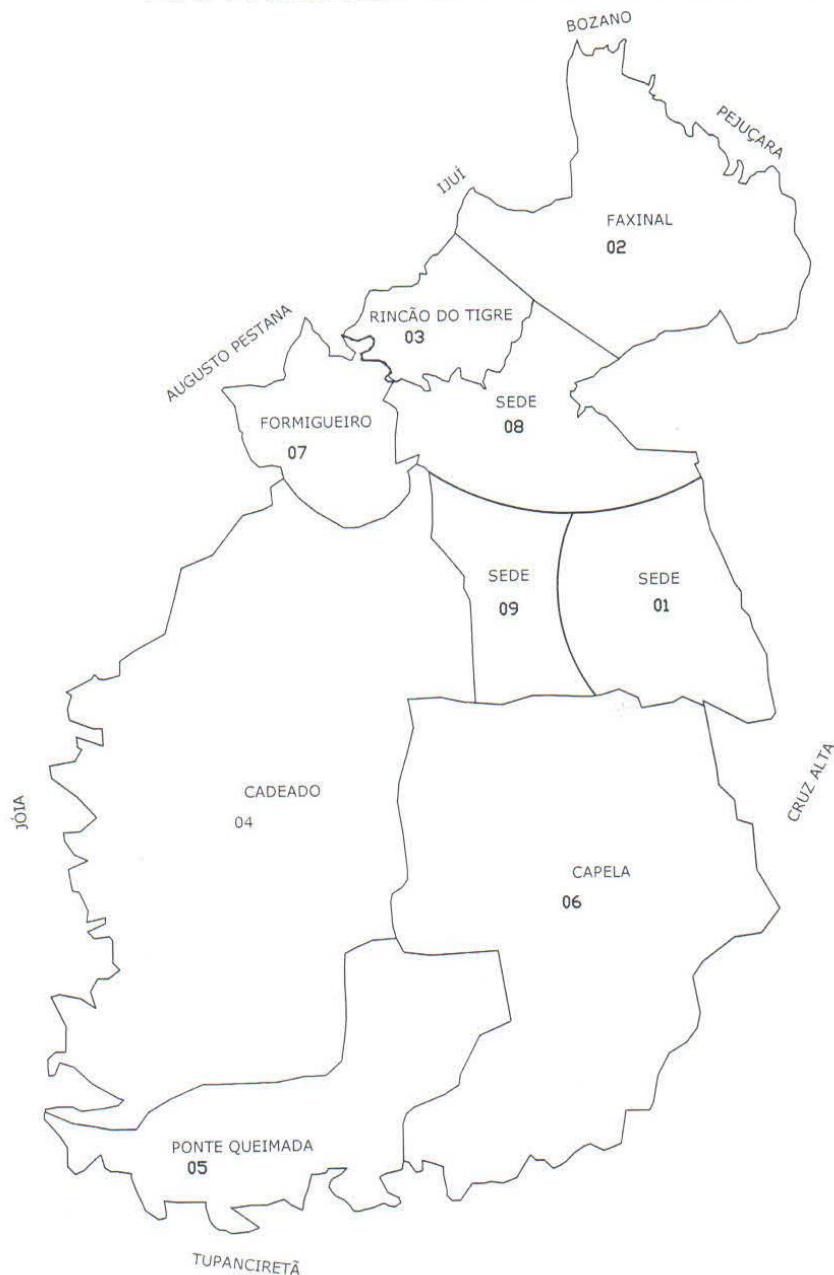 BOZANO
PEJUÇARA
IJUÍ
FAXINAL
02
RINCÃO DO TIGRE
03
AUGUSTO PESTANA
SEDE
08
FORMIGUEIRO
07
SEDE
09
SEDE
01
CADEADO
04
JÓIA
CRUZ ALTA
CAPELA
06
PONTE QUEIMADA
05
TUPANCIRETÃ